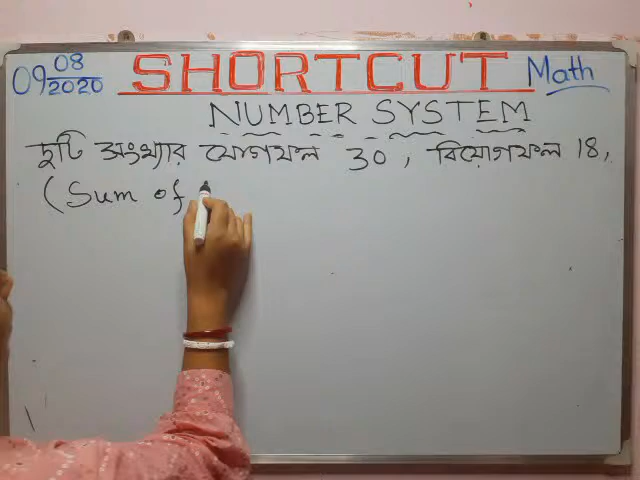 09 08/2020 SHORTCUT Math
NUMBER SYSTEM
দুটি সংখ্যার যোগফল 30, বিয়োগফল 18,
(Sum of